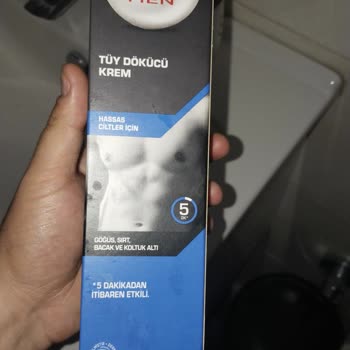 MEN
TÜY DÖKÜCÜ
KREM
HASSAS
CİLTLER İÇİN
5
GÖĞÜS, SIRT,
BACAK VE KOLTUK ALTI
*5 DAKİKADAN
İTİBAREN ETKİLİ.